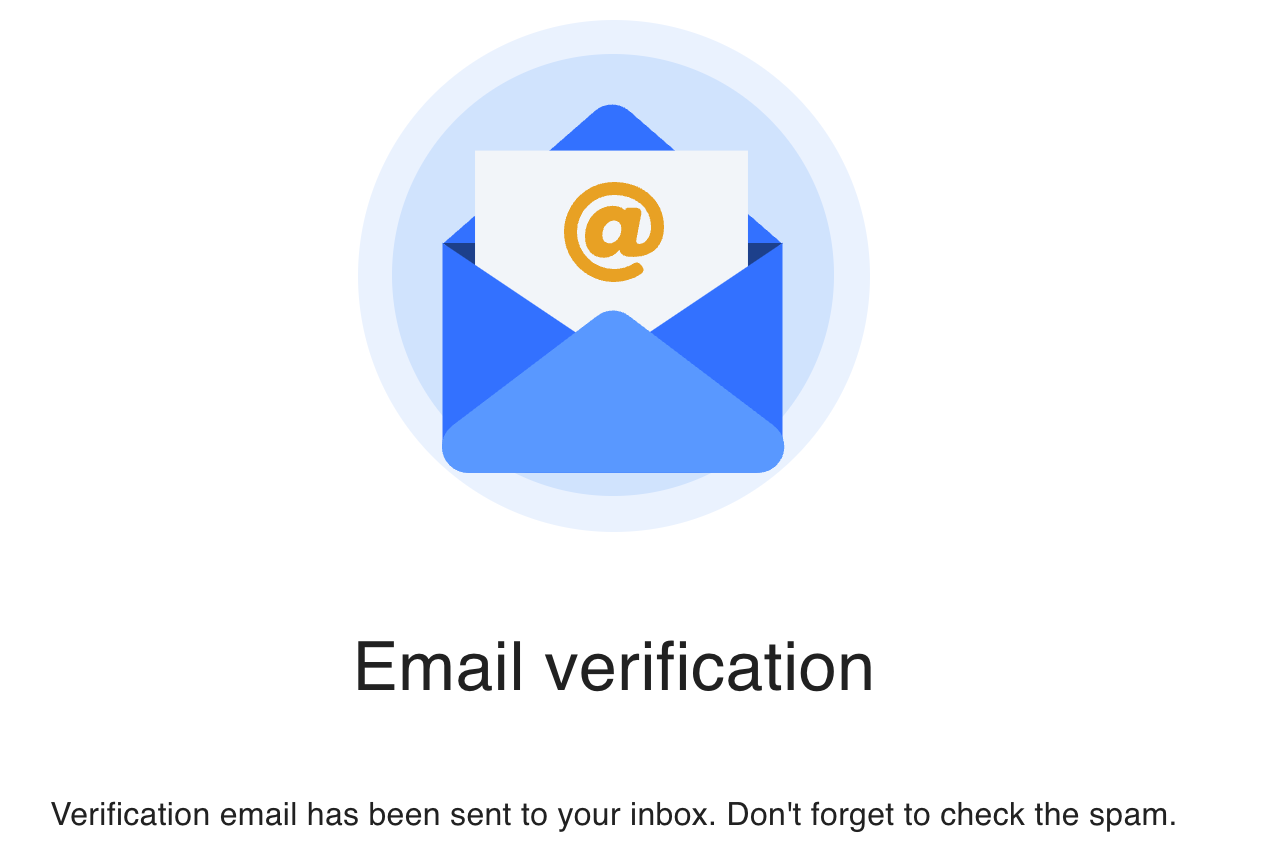 @
Email verification
Verification email has been sent to your inbox. Don't forget to check the spam.